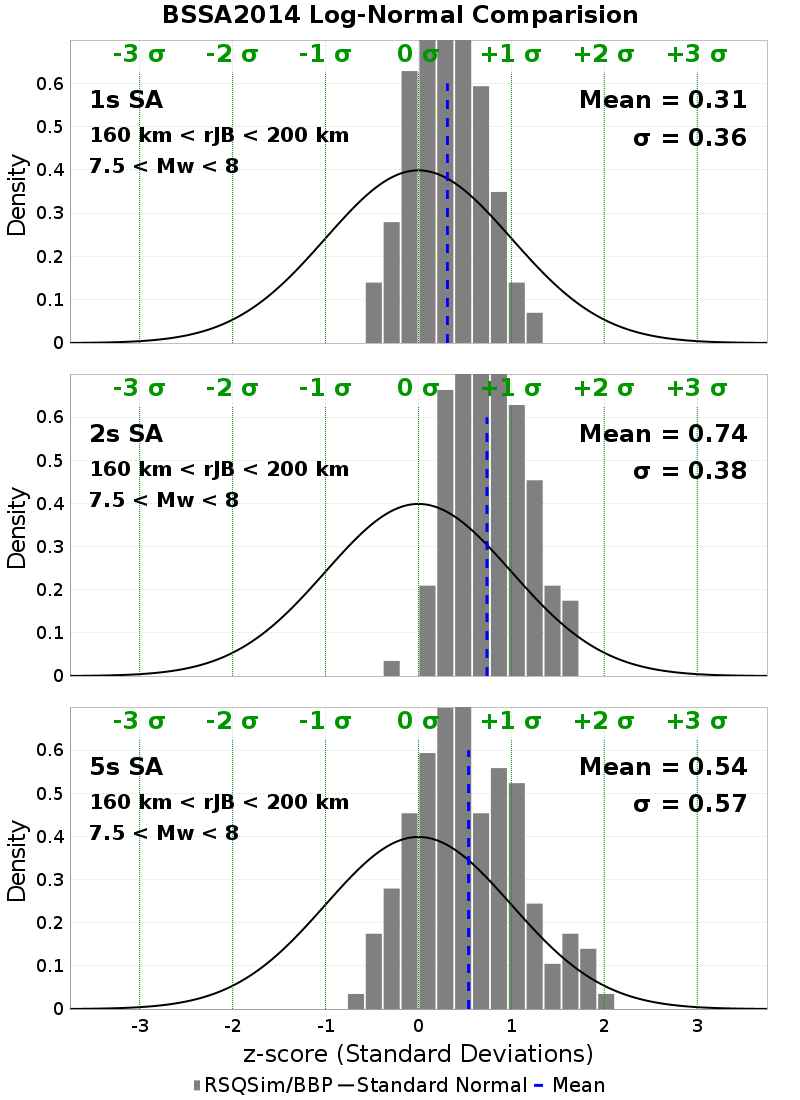 BSSA2014 Log-Normal Comparision
-3 σ -2 σ -1 σ 0 σ +1 σ +2 σ +3 σ
0.6
1s SA Mean = 0.31
0.5
160 km < rJB < 200 km σ = 0.36
7.5 < Mw < 8
0.4
Density
0.3
0.2
0.1
0
-3 σ -2 σ -1 σ 0 σ +1 σ +2 σ +3 σ
0.6
2s SA Mean = 0.74
0.5
160 km < rJB < 200 km σ = 0.38
7.5 < Mw < 8
0.4
Density
0.3
0.2
0.1
0
-3 σ -2 σ -1 σ 0 σ +1 σ +2 σ +3 σ
0.6
5s SA Mean = 0.54
0.5
160 km < rJB < 200 km σ = 0.57
7.5 < Mw < 8
0.4
Density
0.3
0.2
0.1
0
-3 -2 -1 0 1 2 3
z-score (Standard Deviations)
RSQSim/BBP Standard Normal Mean